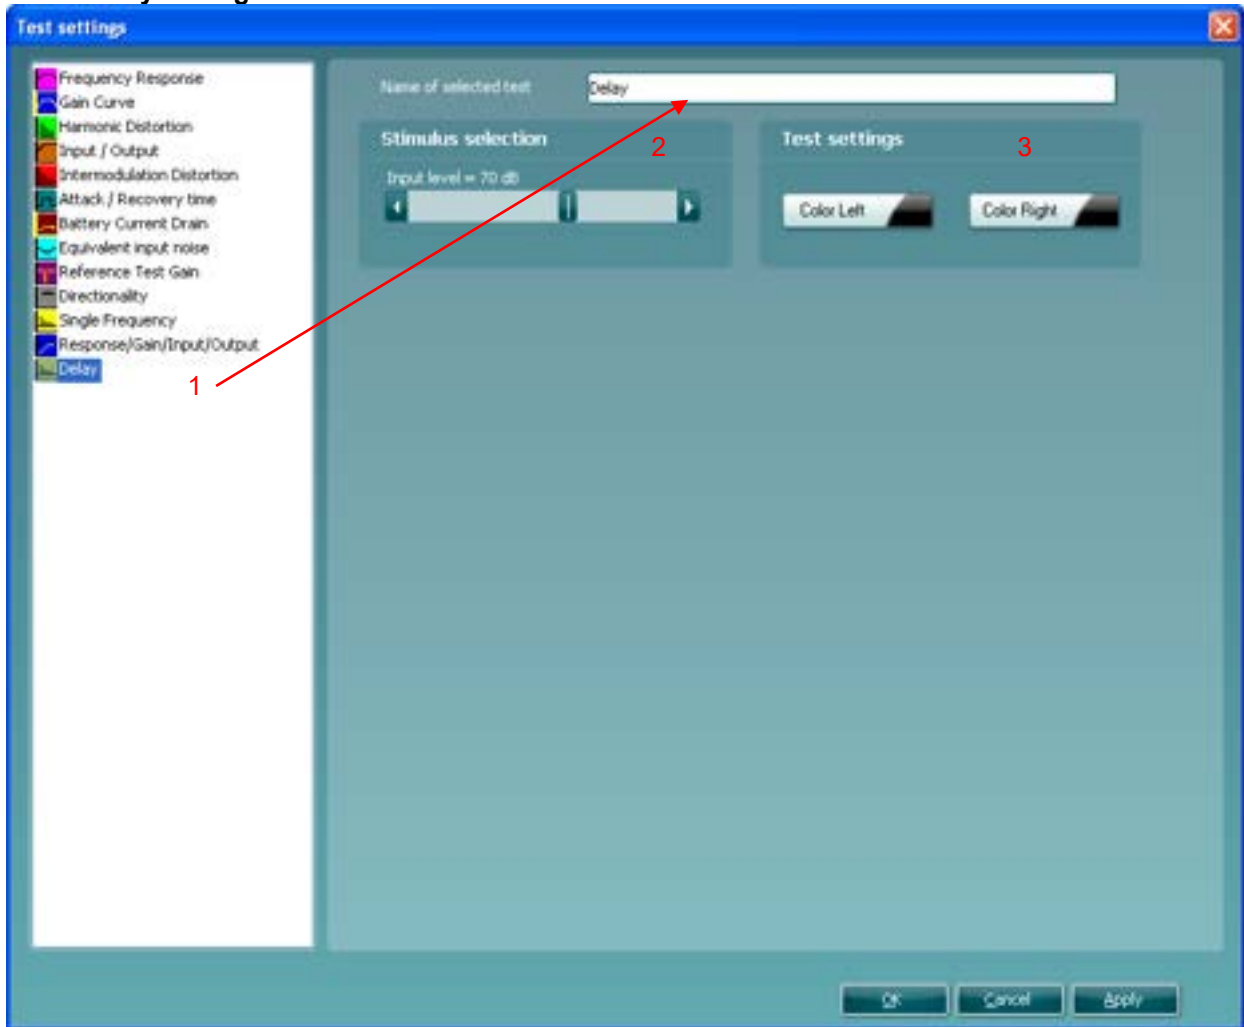 Test settings
Frequency Response
Gain Curve
Harmonic Distortion
Input / Output
Intermodulation Distortion
Attack / Recovery time
Battery Current Drain
Equivalent input noise
Reference Test Gain
Directionality
Single Frequency
Response/Gain/Input/Output
Delay
1
Name of selected test
Delay
Stimulus selection
2
Input level = 70 dB
Test settings
3
Color Left
Color Right
OK
Cancel
Apply